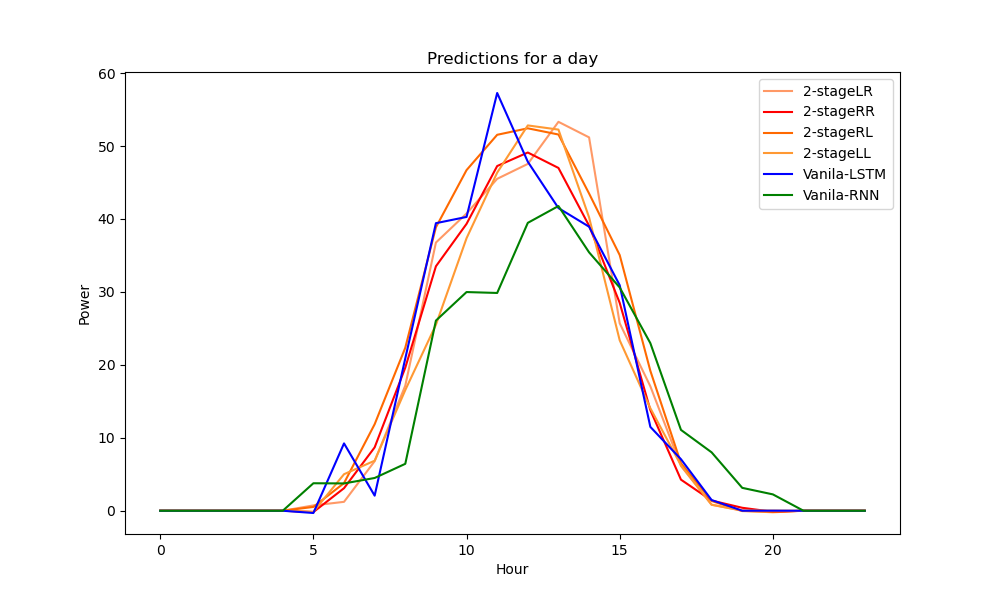 Predictions for a day
60
50
40
30
20
10
0
Power
0 5 10 15 20
Hour
2-stageLR
2-stageRR
2-stageRL
2-stageLL
Vanila-LSTM
Vanila-RNN